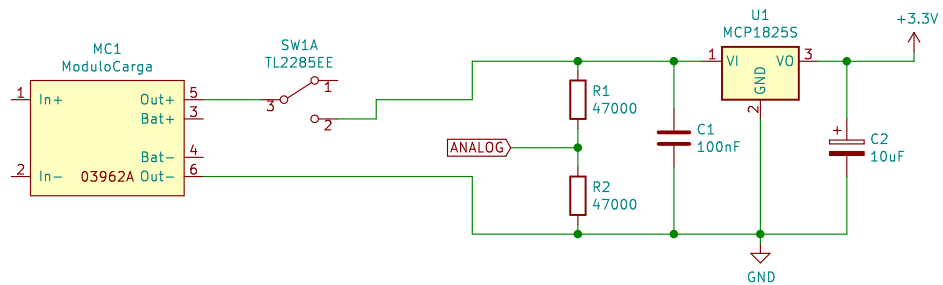 MC1
ModuloCarga
1 In+
Out+ 5
Bat+ 3
Bat- 4
2 In-
03962A Out- 6
SW1A
TL2285EE
1
3
2
ANALOG
R1
47000
R2
47000
C1
100nF
U1
MCP1825S
1 VI
VO 3
GND
2
+3.3V
+
C2
10uF
GND